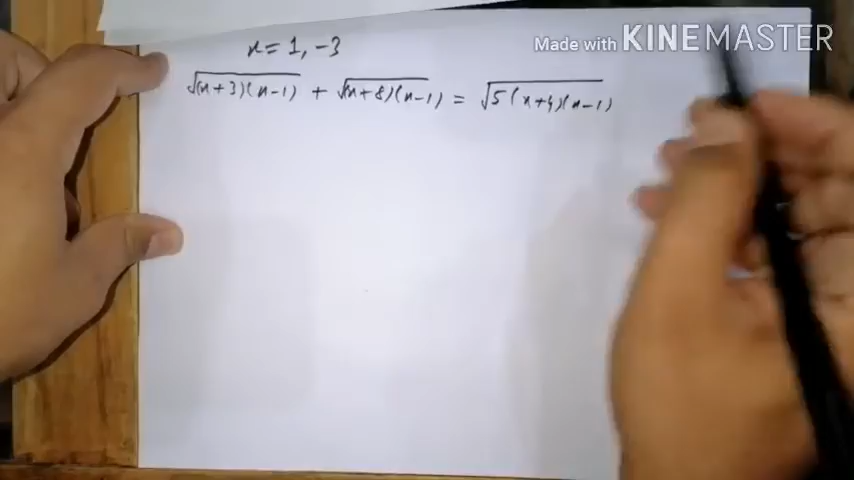 Made with KINEMASTER
x = 1, -3
√(x+3)(x-1) + √(x+8)(x-1) = √5(x+4)(x-1)